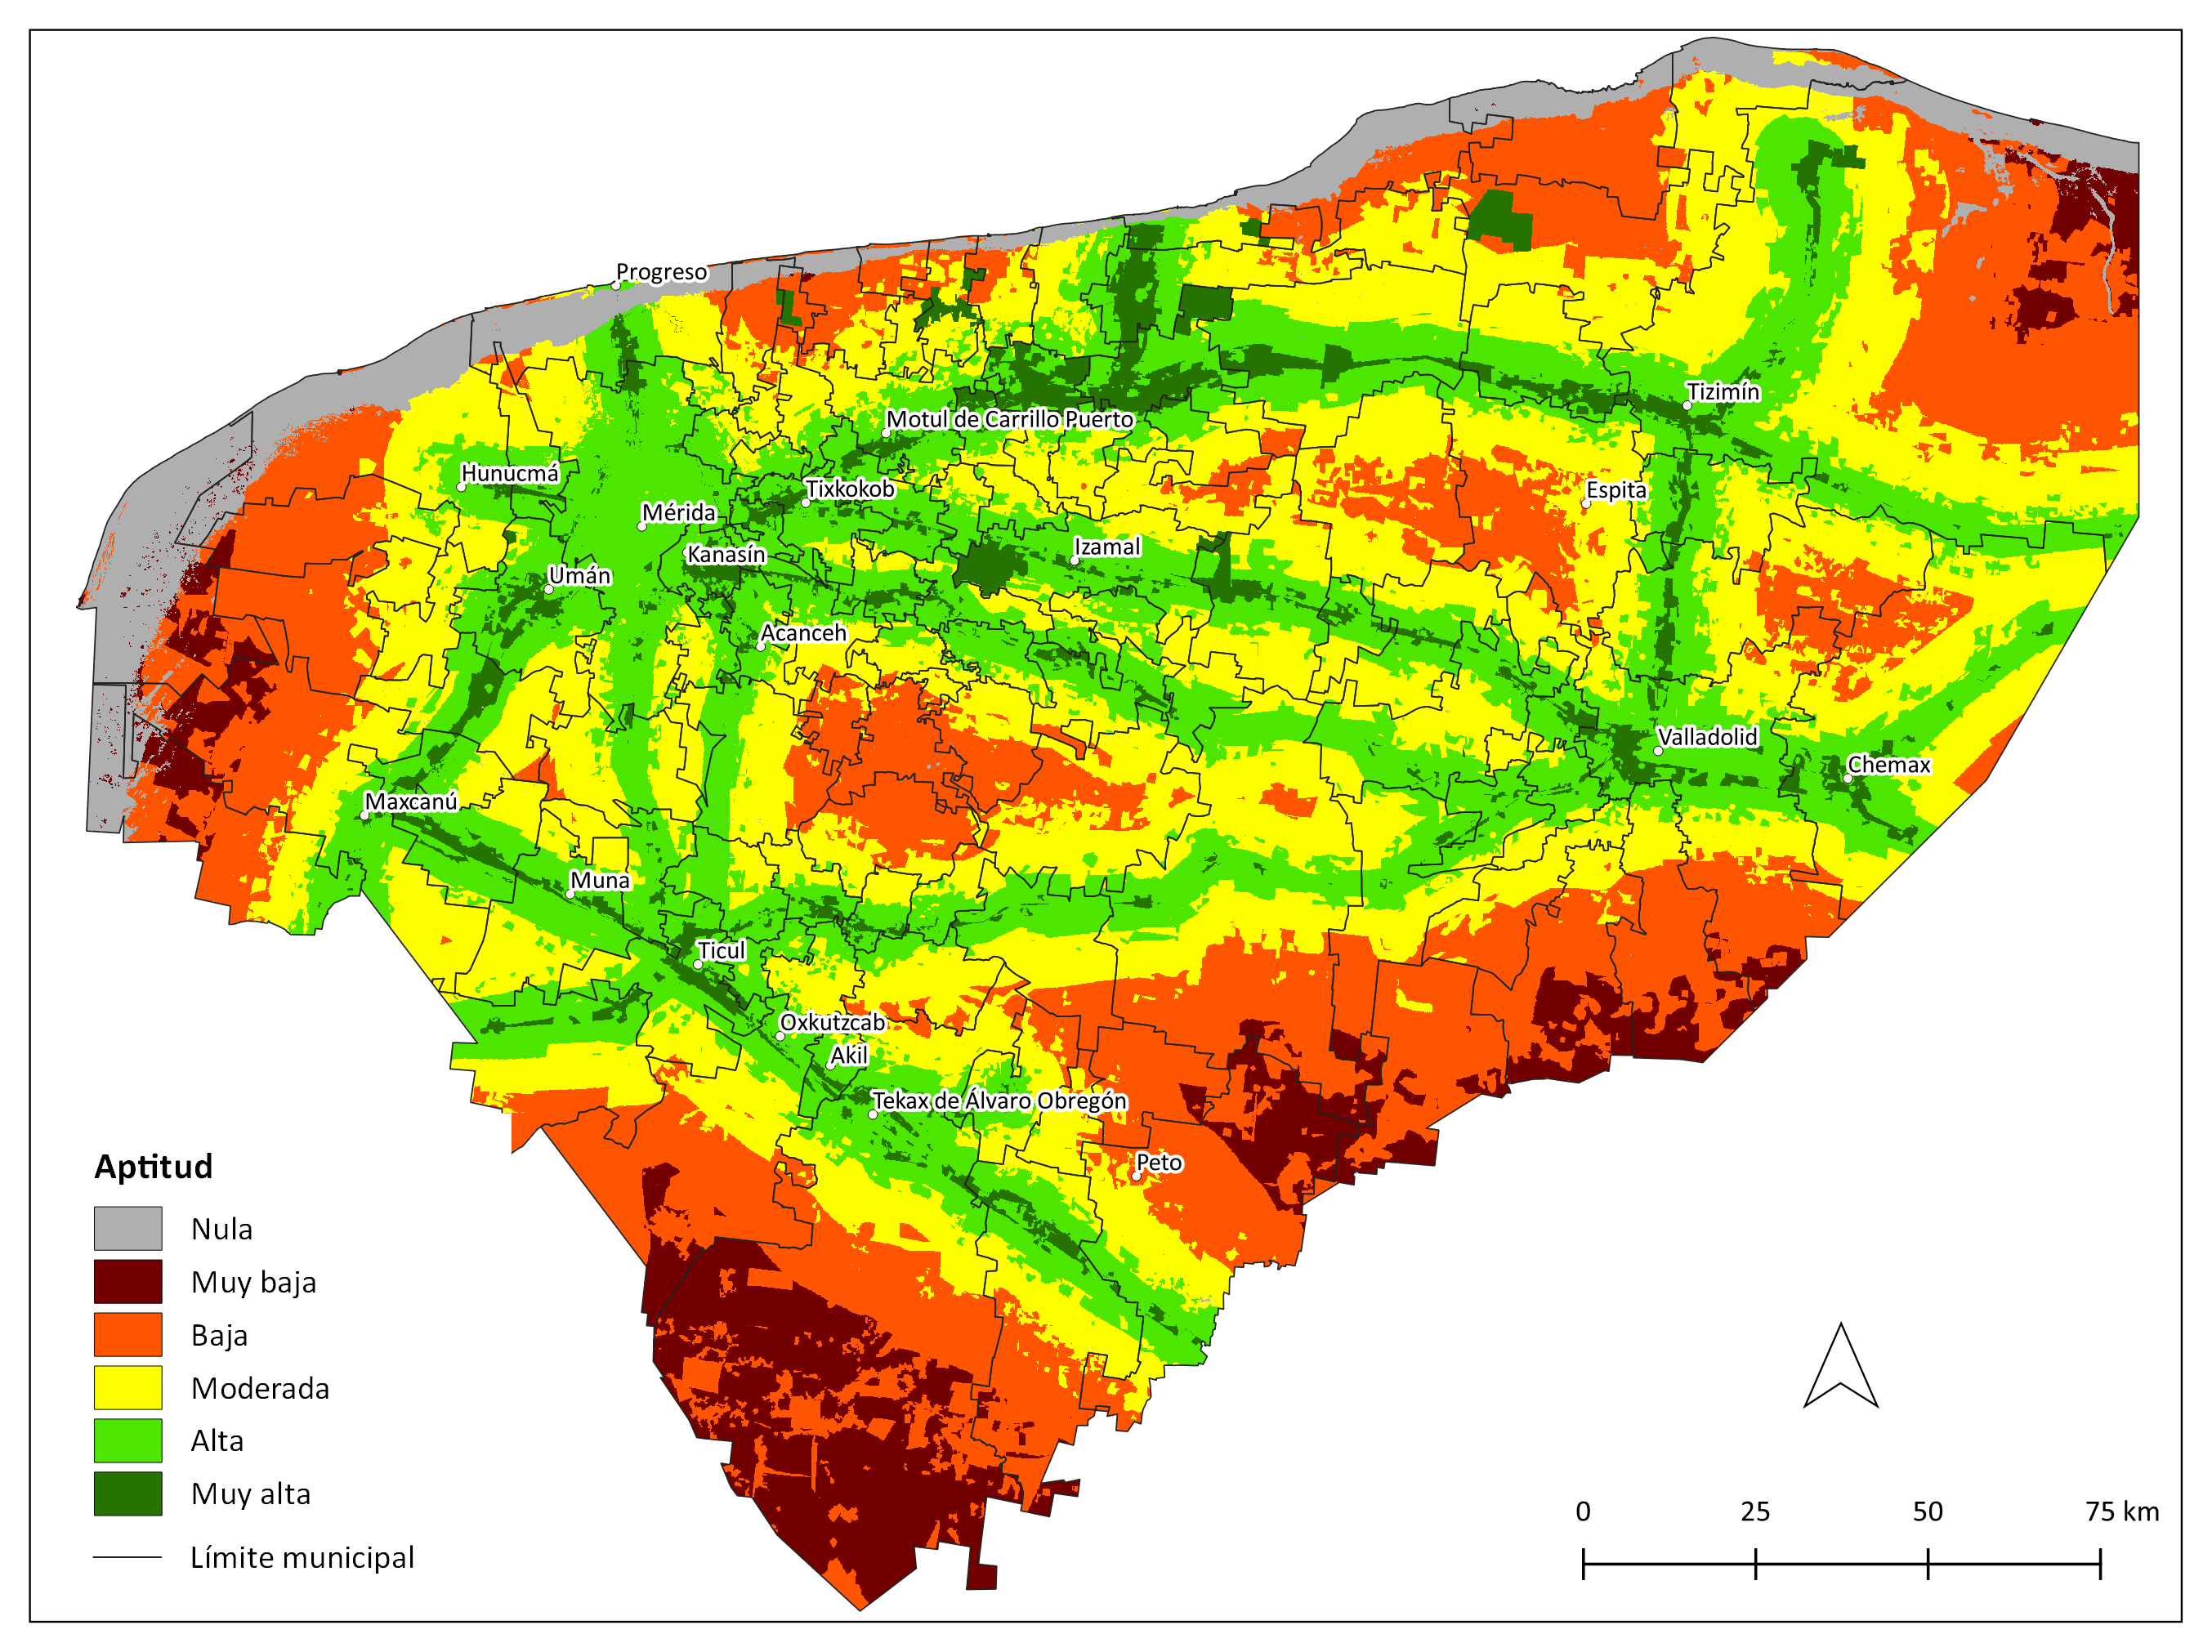 Progreso
Tizimín
Motul de Carrillo Puerto
Hunucmá
Tixkokob
Espita
Mérida
Izamal
Kanasín
Umán
Acanceh
Valladolid
Chemax
Maxcanú
Muna
Ticul
Oxkutzcab
Akil
Tekax de Álvaro Obregón
Peto
Aptitud
Nula
Muy baja
Baja
Moderada
Alta
Muy alta
Límite municipal
0 25 50 75 km